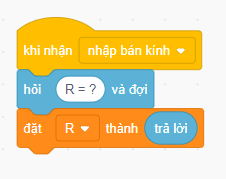 khi nhận nhập bán kính
hỏi R = ? và đợi
đặt R thành trả lời